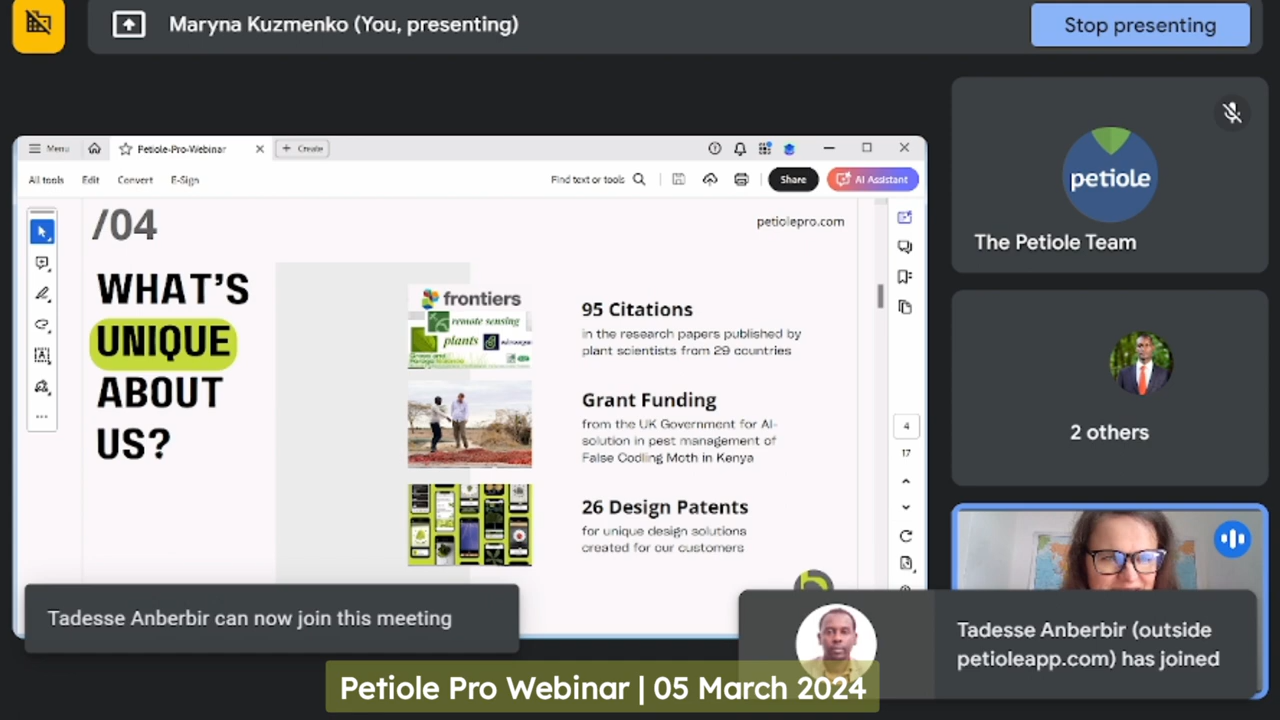 Maryna Kuzmenko (You, presenting)
Stop presenting
Menu
Petiole-Pro-Webinar
Create
All tools
Edit
Convert
E-Sign
Find text or tools
Share
AI Assistant
/04
petiolepro.com
WHAT'S
UNIQUE
ABOUT
US?
frontiers
remote sensing
plants
95 Citations
in the research papers published by
plant scientists from 29 countries
Grant Funding
from the UK Government for AI-
solution in pest management of
False Codling Moth in Kenya
26 Design Patents
for unique design solutions
created for our customers
4
17
petiole
The Petiole Team
2 others
Tadesse Anberbir can now join this meeting
Tadesse Anberbir (outside
petioleapp.com) has joined
Petiole Pro Webinar | 05 March 2024